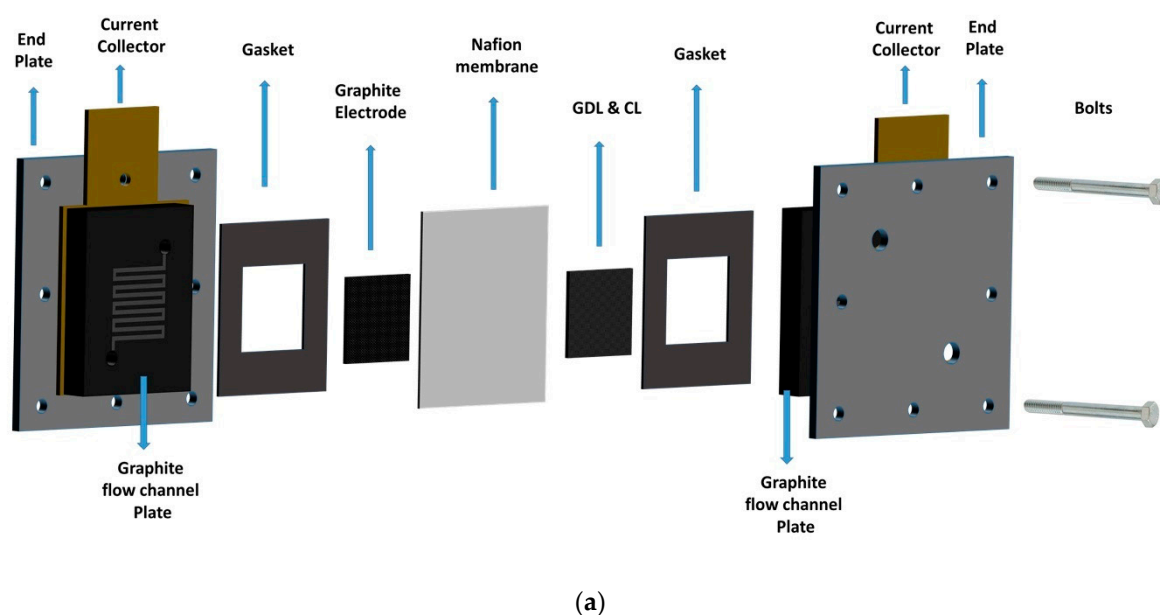 End
Plate
Current
Collector
Gasket
Graphite
Electrode
Nafion
membrane
GDL & CL
Gasket
Current
Collector
End
Plate
Bolts
Graphite
flow channel
Plate
Graphite
flow channel
Plate
(a)